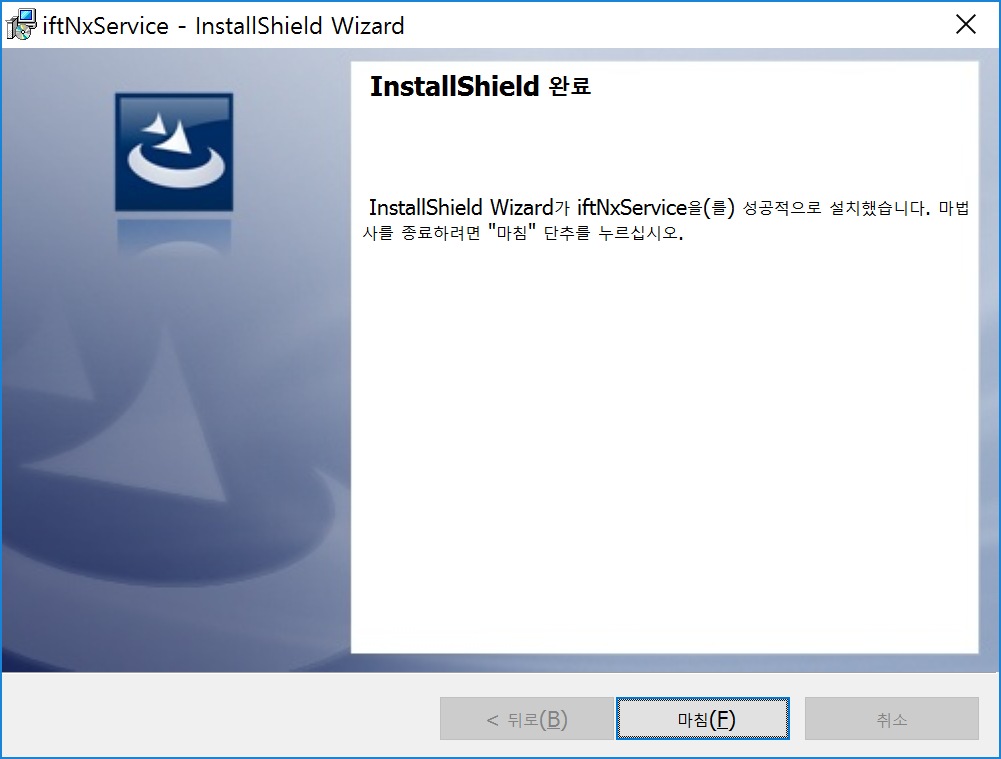 iftNxService - InstallShield Wizard
InstallShield 완료
InstallShield Wizard가 iftNxService을(를) 성공적으로 설치했습니다. 마법
사를 종료하려면 "마침" 단추를 누르십시오.
< 뒤로(B)
마침(F)
취소